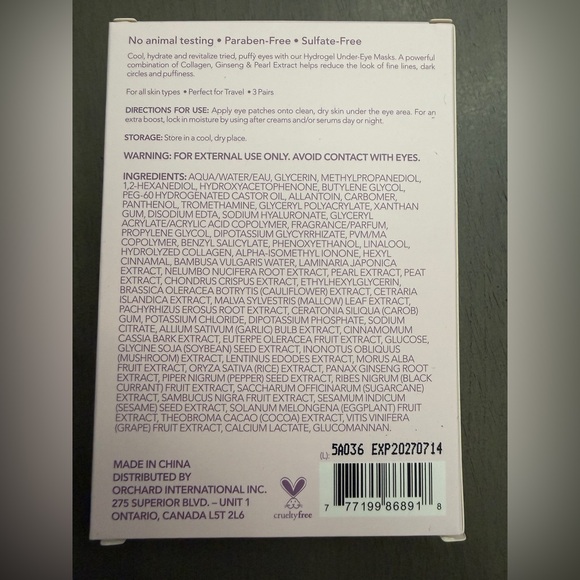 No animal testing • Paraben-Free • Sulfate-Free
Cool, hydrate and revitalize tried, puffy eyes with our Hydrogel Under-Eye Masks. A powerful
combination of Collagen, Ginseng & Pearl Extract helps reduce the look of fine lines, dark
circles and puffiness.
For all skin types • Perfect for Travel • 3 Pairs
DIRECTIONS FOR USE: Apply eye patches onto clean, dry skin under the eye area. For an
extra boost, lock in moisture by using after creams and/or serums day or night.
STORAGE: Store in a cool, dry place.
WARNING: FOR EXTERNAL USE ONLY. AVOID CONTACT WITH EYES.
INGREDIENTS: AQUA/WATER/EAU, GLYCERIN, METHYLPROPANEDIOL,
1,2-HEXANEDIOL, HYDROXYACETOPHENONE, BUTYLENE GLYCOL,
PEG-60 HYDROGENATED CASTOR OIL, ALLANTOIN, CARBOMER,
PANTHENOL, TROMETHAMINE, GLYCERYL POLYACRYLATE, XANTHAN
GUM, DISODIUM EDTA, SODIUM HYALURONATE, GLYCERYL
ACRYLATE/ACRYLIC ACID COPOLYMER, FRAGRANCE/PARFUM,
PROPYLENE GLYCOL, DIPOTASSIUM GLYCYRRHIZATE, PVM/MA
COPOLYMER, BENZYL SALICYLATE, PHENOXYETHANOL, LINALOOL,
HYDROLYZED COLLAGEN, ALPHA-ISOMETHYL IONONE, HEXYL
CINNAMAL, BAMBUSA VULGARIS WATER, LAMINARIA JAPONICA
EXTRACT, NELUMBO NUCIFERA ROOT EXTRACT, PEARL EXTRACT, PEAT
EXTRACT, CHONDRUS CRISPUS EXTRACT, ETHYLHEXYLGLYCERIN,
BRASSICA OLERACEA BOTRYTIS (CAULIFLOWER) EXTRACT, CETRARIA
ISLANDICA EXTRACT, MALVA SYLVESTRIS (MALLOW) LEAF EXTRACT,
PACHYRHIZUS EROSUS ROOT EXTRACT, CERATONIA SILIQUA (CAROB)
GUM, POTASSIUM CHLORIDE, DIPOTASSIUM PHOSPHATE, SODIUM
CITRATE, ALLIUM SATIVUM (GARLIC) BULB EXTRACT, CINNAMOMUM
CASSIA BARK EXTRACT, EUTERPE OLERACEA FRUIT EXTRACT, GLUCOSE,
GLYCINE SOJA (SOYBEAN) SEED EXTRACT, INONOTUS OBLIQUUS
(MUSHROOM) EXTRACT, LENTINUS EDODES EXTRACT, MORUS ALBA
FRUIT EXTRACT, ORYZA SATIVA (RICE) EXTRACT, PANAX GINSENG ROOT
EXTRACT, PIPER NIGRUM (PEPPER) SEED EXTRACT, RIBES NIGRUM (BLACK
CURRANT) FRUIT EXTRACT, SACCHARUM OFFICINARUM (SUGARCANE)
EXTRACT, SAMBUCUS NIGRA FRUIT EXTRACT, SESAMUM INDICUM
(SESAME) SEED EXTRACT, SOLANUM MELONGENA (EGGPLANT) FRUIT
EXTRACT, THEOBROMA CACAO (COCOA) EXTRACT, VITIS VINIFERA
(GRAPE) FRUIT EXTRACT, CALCIUM LACTATE, GLUCOMANNAN.
(L): 5A036 EXP20270714
MADE IN CHINA
DISTRIBUTED BY
ORCHARD INTERNATIONAL INC.
275 SUPERIOR BLVD. – UNIT 1
ONTARIO, CANADA L5T 2L6
crueltyfree
7 77199 86891 8